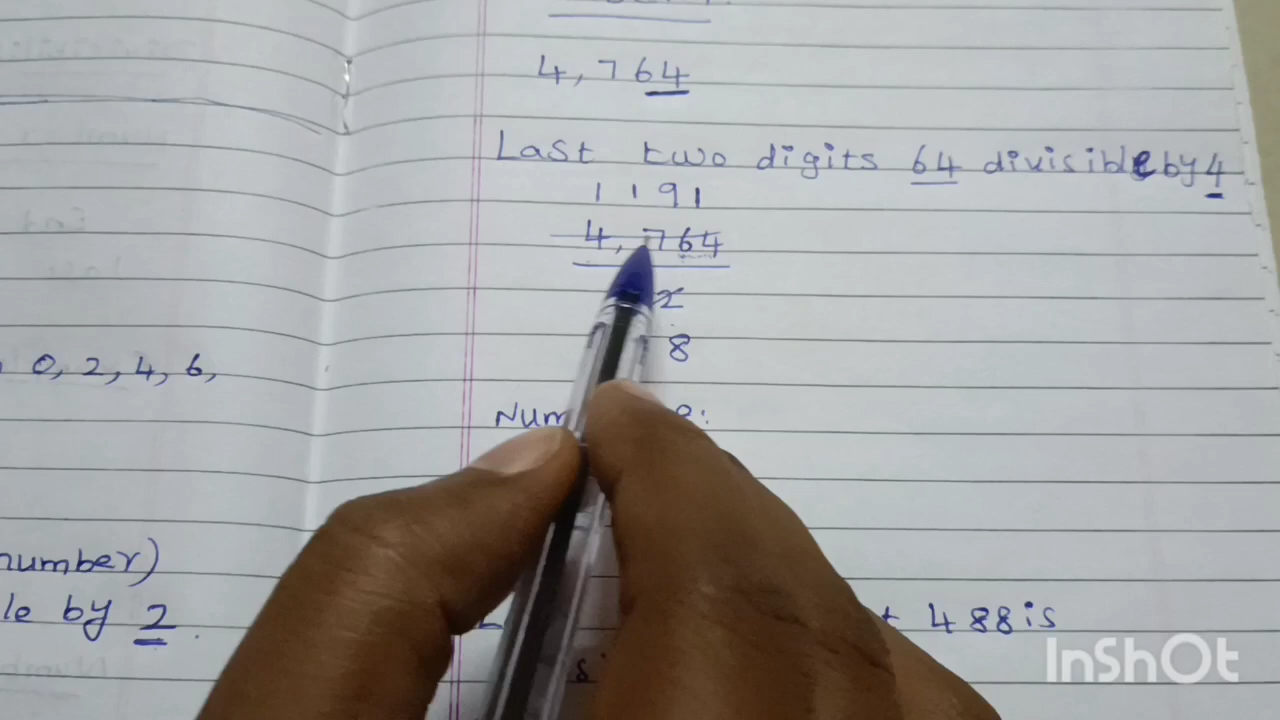 0, 2, 4, 6,
number)
by 2.
4,764
Last two digits 64 divisible by 4
1191
4,764
2
8
488 is
InShOt